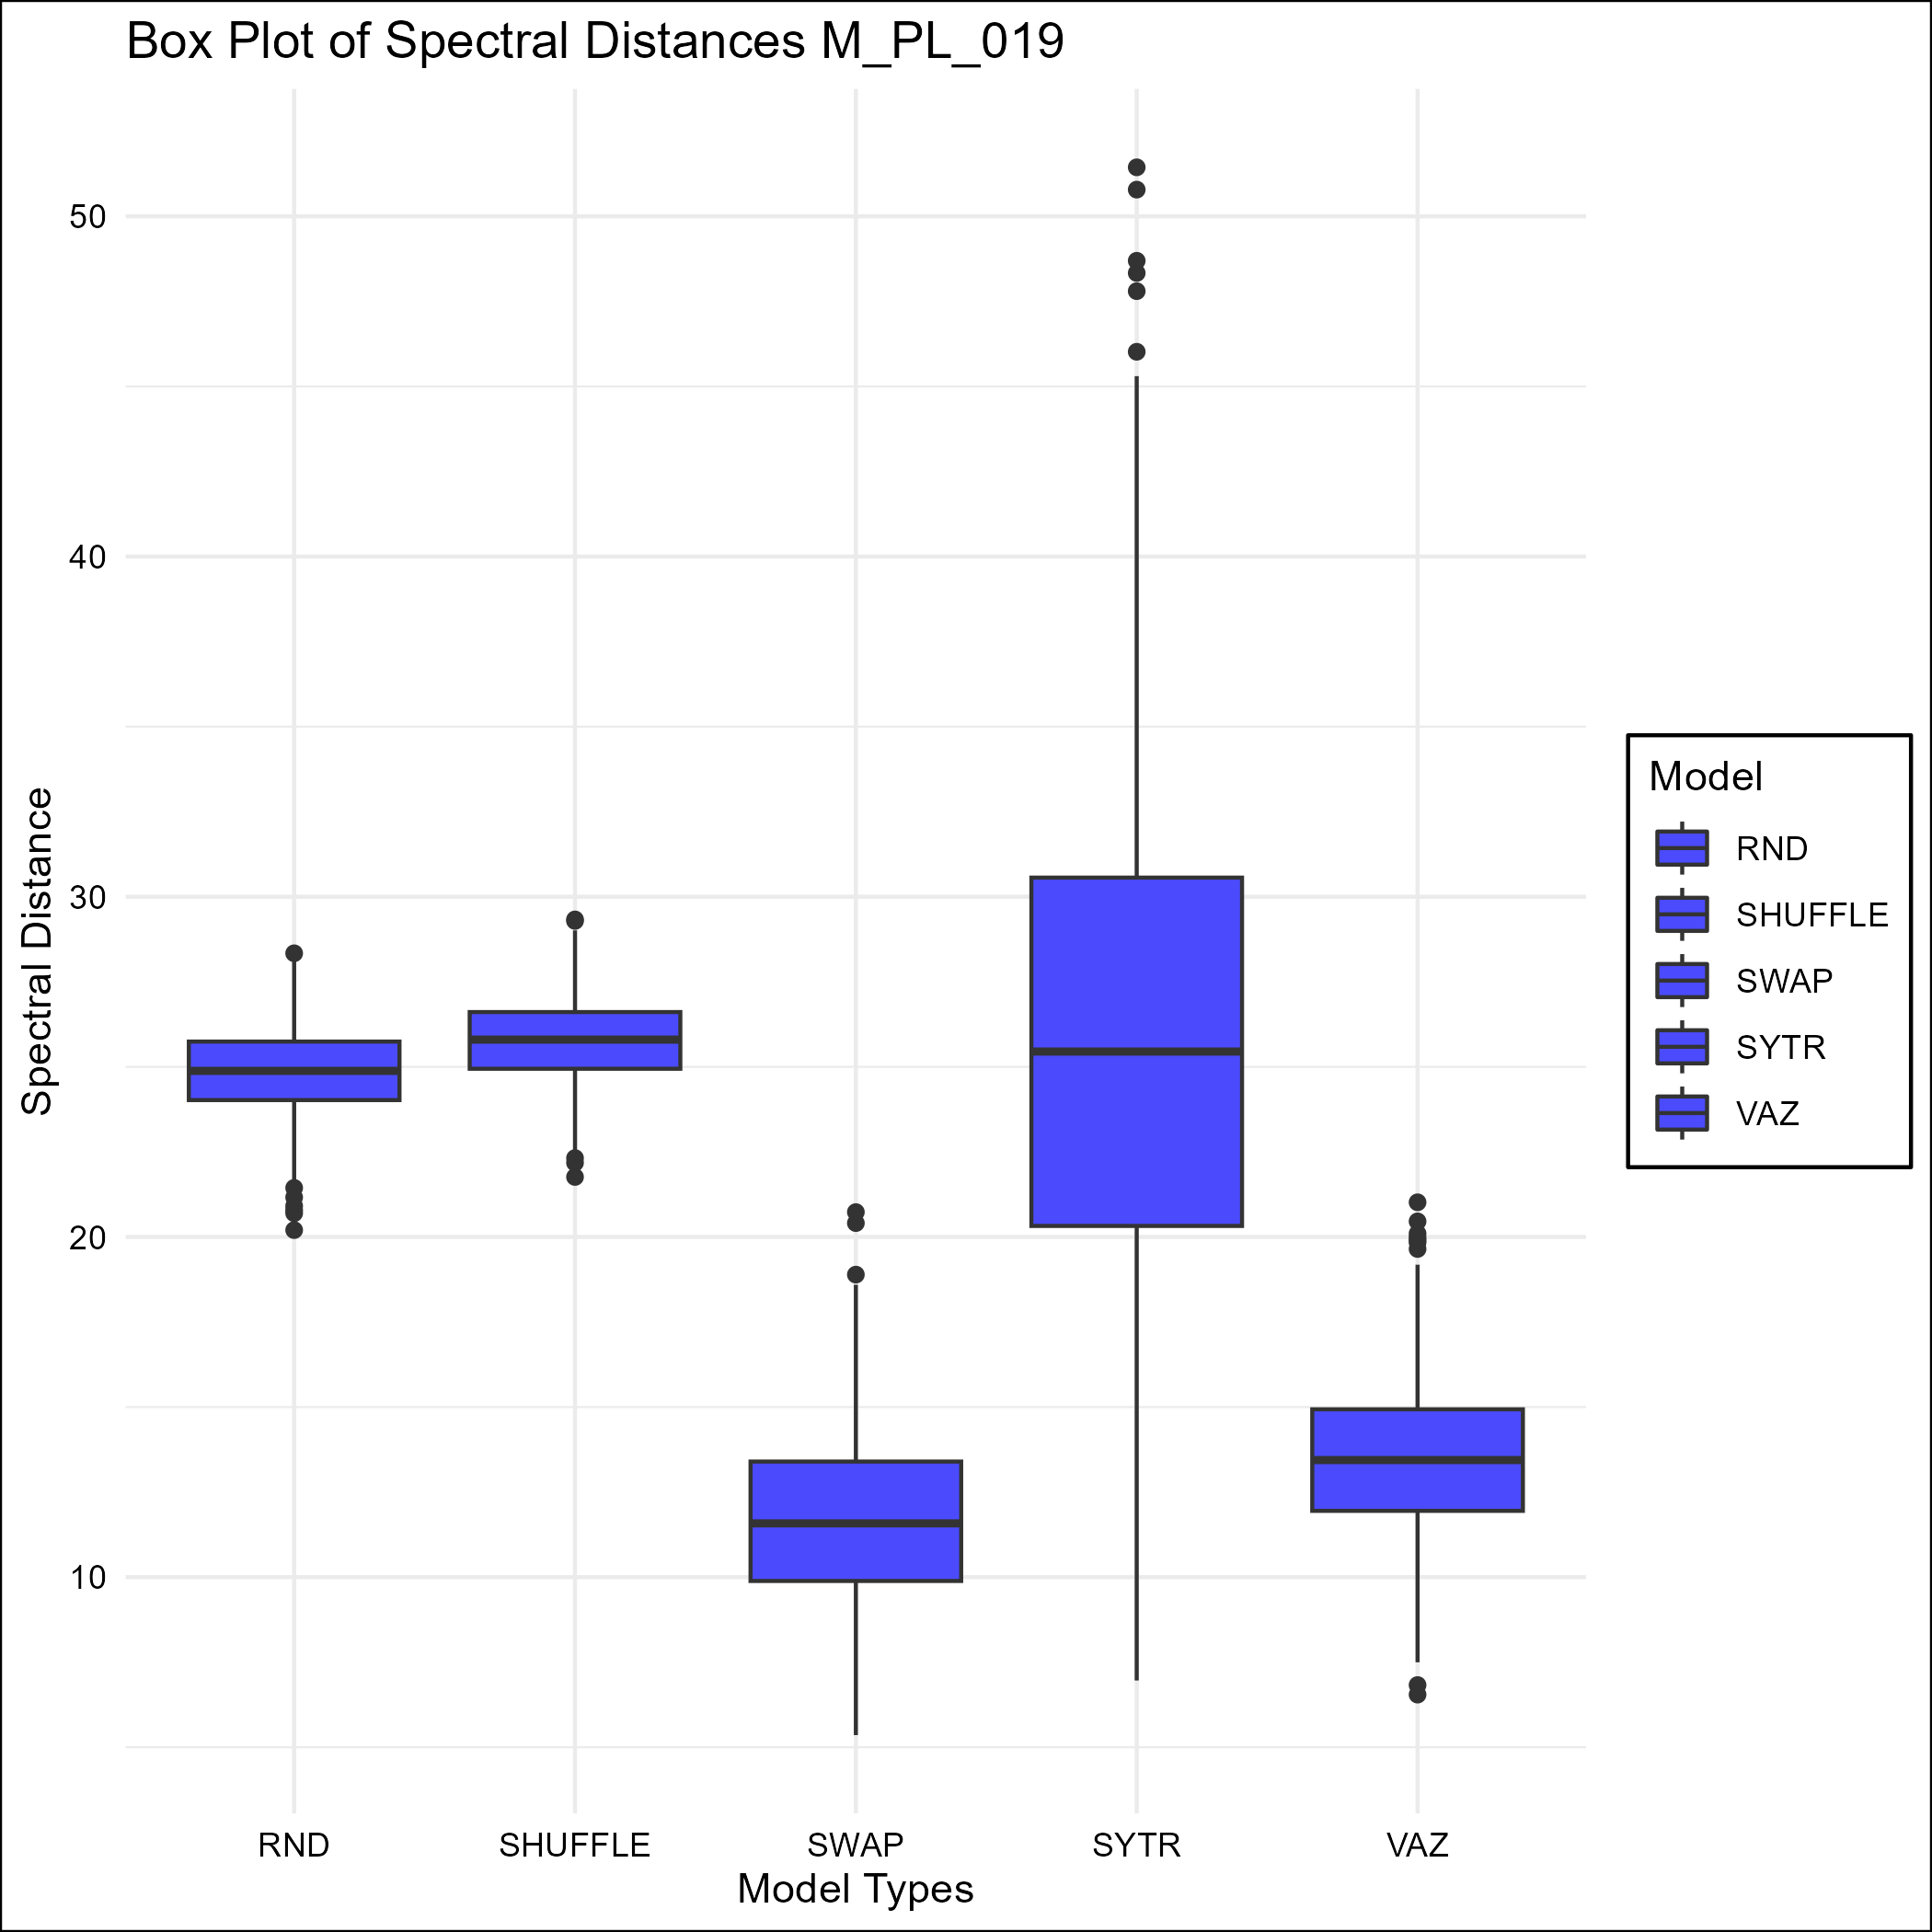 Box Plot of Spectral Distances M_PL_019
Spectral Distance
50
40
30
20
10
RND
SHUFFLE
SWAP
SYTR
VAZ
Model Types
Model
RND
SHUFFLE
SWAP
SYTR
VAZ